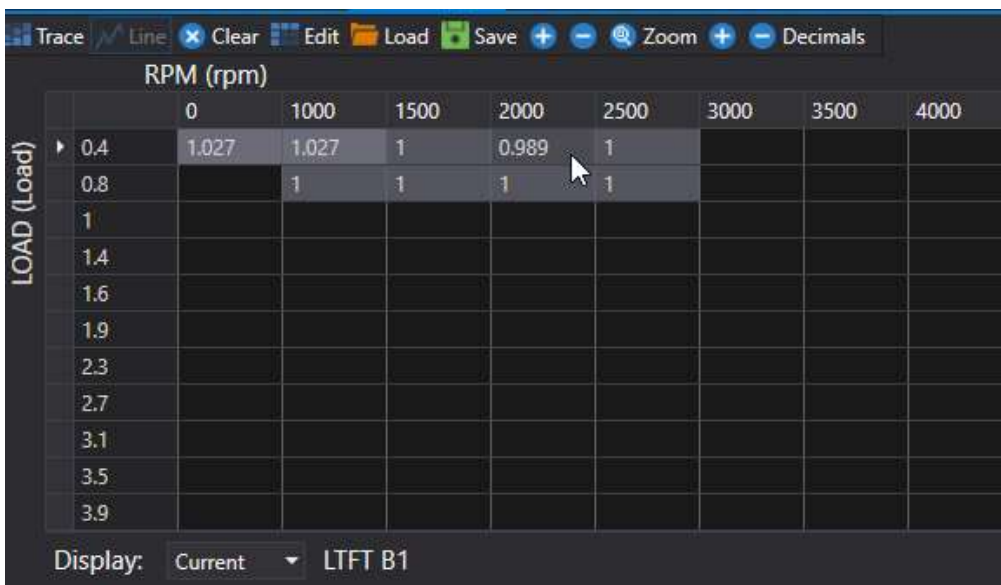 Trace Line Clear Edit Load Save Zoom Decimals
RPM (rpm)
0 1000 1500 2000 2500 3000 3500 4000
LOAD (Load)
0.4 1.027 1.027 1 0.989 1
0.8 1 1 1 1
1
1.4
1.6
1.9
2.3
2.7
3.1
3.5
3.9
Display: Current LTFT B1